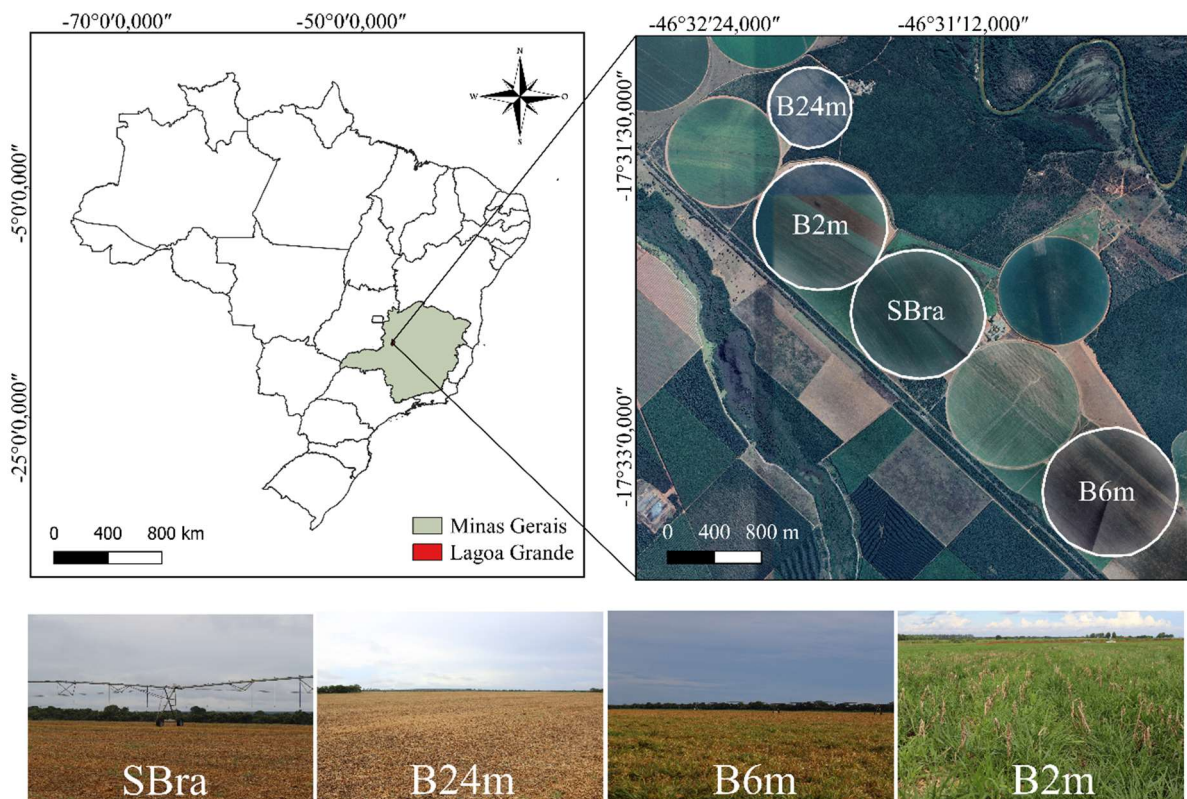 -70°0′0,000″ -50°0′0,000″
-46°32′24,000″ -46°31′12,000″
-5°0′0,000″
-25°0′0,000″
N
W O
S
0 400 800 km
Minas Gerais
Lagoa Grande
-17°31′30,000″
-17°33′0,000″
B24m
B2m
SBra
B6m
0 400 800 m
SBra B24m B6m B2m